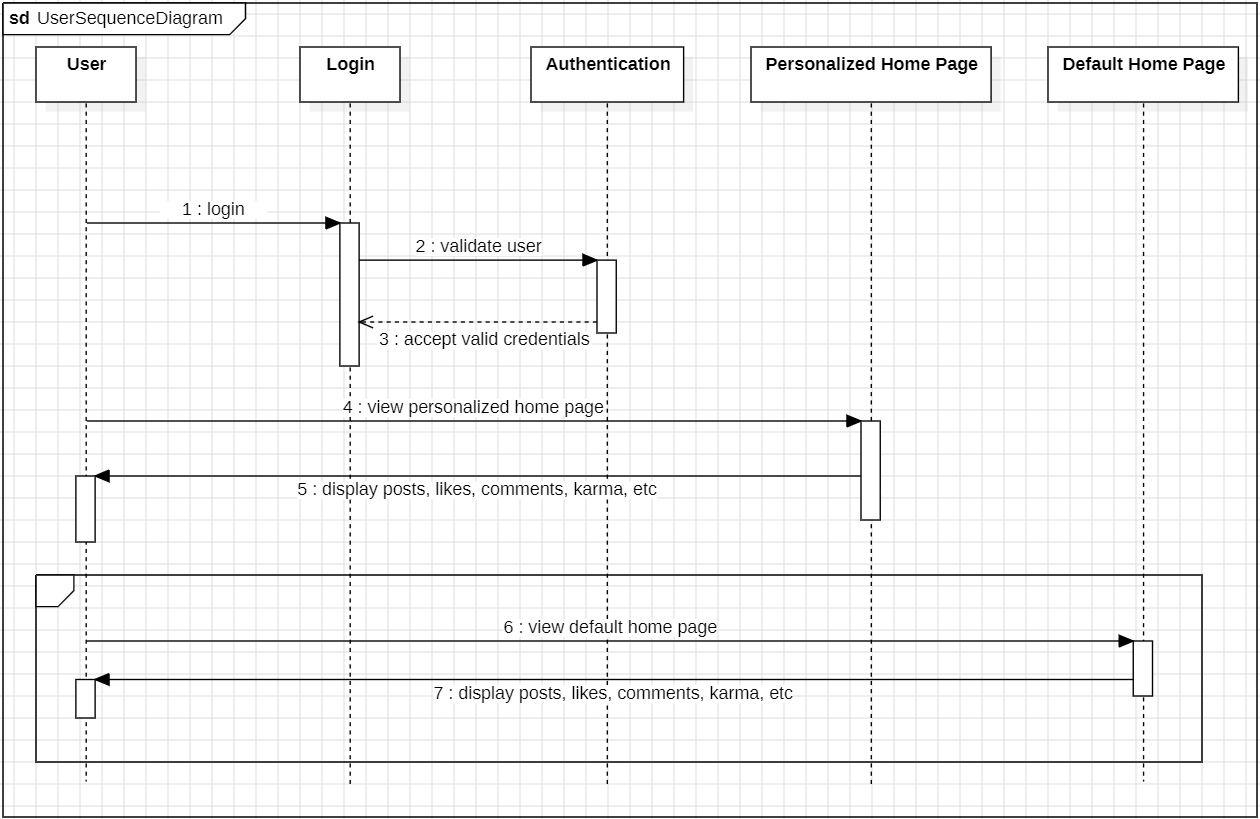 sd UserSequenceDiagram
User
Login
Authentication
Personalized Home Page
Default Home Page
1 : login
2 : validate user
3 : accept valid credentials
4 : view personalized home page
5 : display posts, likes, comments, karma, etc
6 : view default home page
7 : display posts, likes, comments, karma, etc